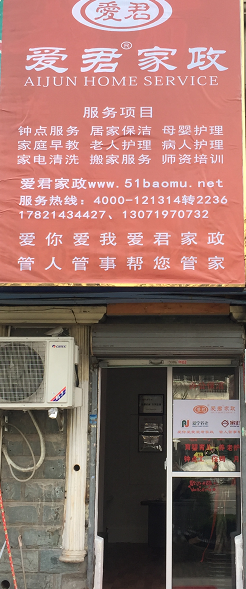 爱君
爱君®家政
AIJUN HOME SERVICE
服务项目
钟点服务 居家保洁 母婴护理
家庭早教 老人护理 病人护理
家电清洗 搬家服务 师资培训
爱君家政www.51baomu.net
服务热线：4000-121314转2236
17821434427、13071970732
爱你爱我爱君家政
管人管事帮您管家